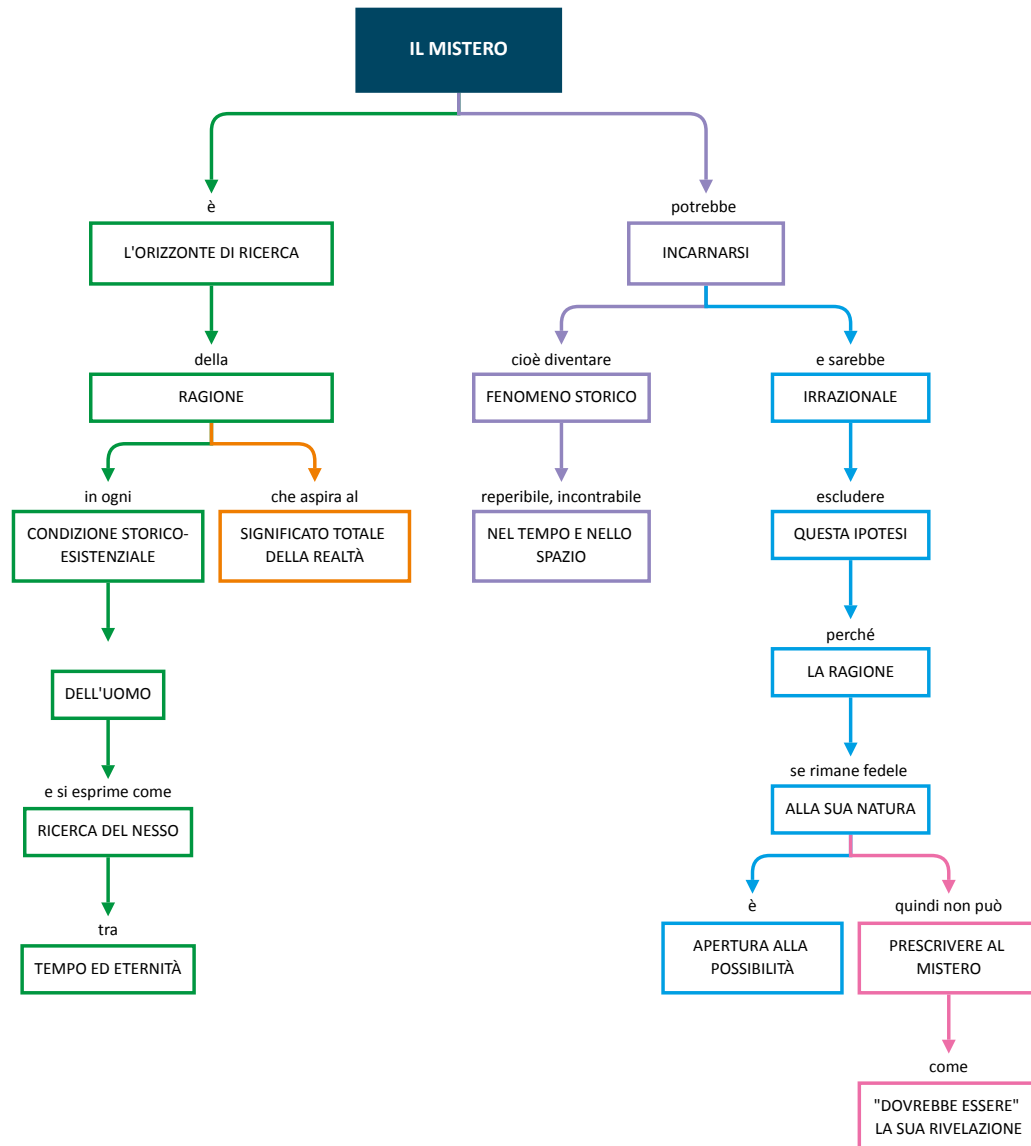 IL MISTERO
è
L'ORIZZONTE DI RICERCA
della
RAGIONE
in ogni
CONDIZIONE STORICO-
ESISTENZIALE
DELL'UOMO
e si esprime come
RICERCA DEL NESSO
tra
TEMPO ED ETERNITÀ
che aspira al
SIGNIFICATO TOTALE
DELLA REALTÀ
potrebbe
INCARNARSI
cioè diventare
FENOMENO STORICO
reperibile, incontrabile
NEL TEMPO E NELLO
SPAZIO
e sarebbe
IRRAZIONALE
escludere
QUESTA IPOTESI
perché
LA RAGIONE
se rimane fedele
ALLA SUA NATURA
è
APERTURA ALLA
POSSIBILITÀ
quindi non può
PRESCRIVERE AL
MISTERO
come
"DOVREBBE ESSERE"
LA SUA RIVELAZIONE